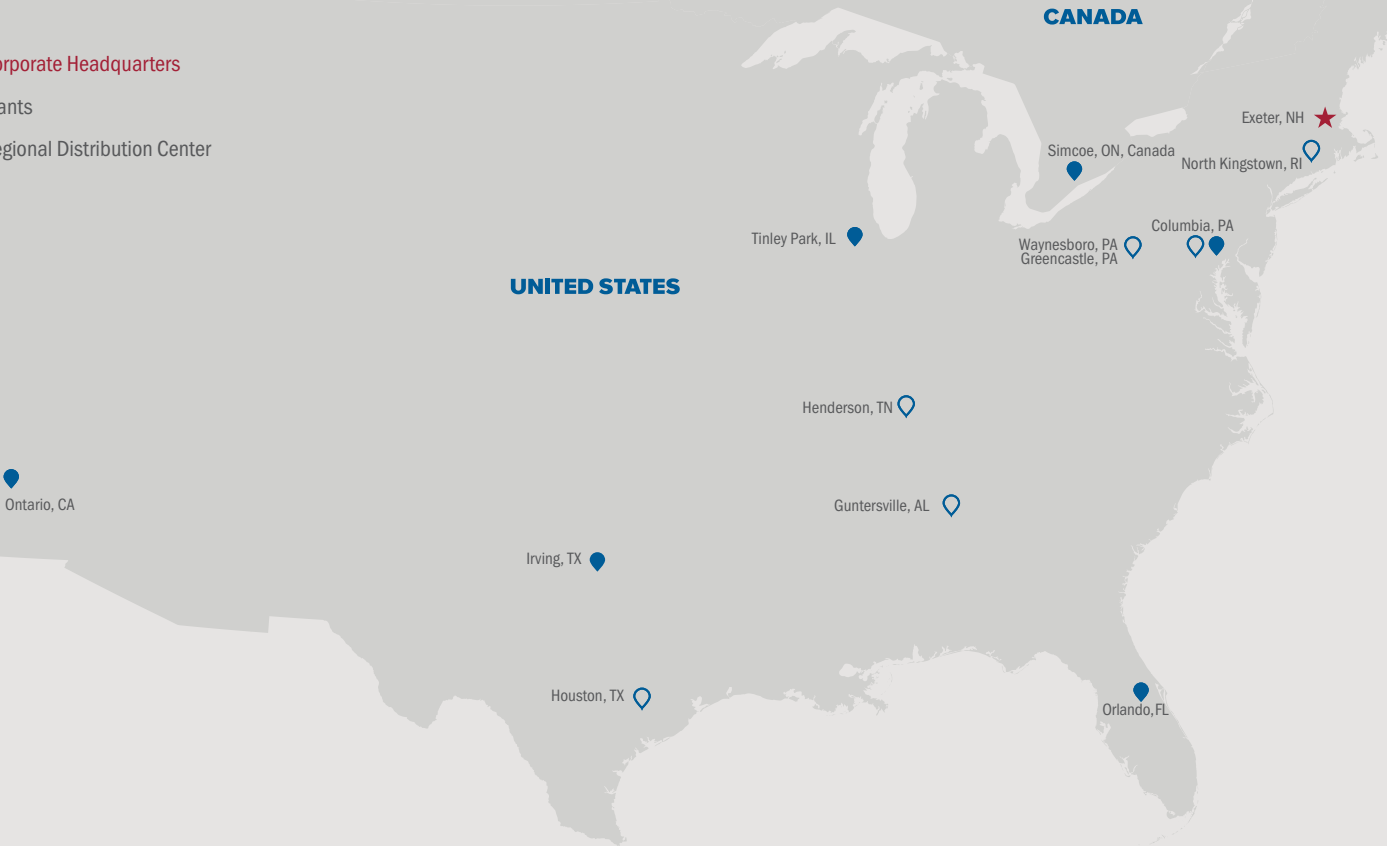 CANADA
orporate Headquarters
ants
egional Distribution Center
Exeter, NH
Simcoe, ON, Canada
North Kingstown, RI
Columbia, PA
Tinley Park, IL
Waynesboro, PA
Greencastle, PA
UNITED STATES
Henderson, TN
Ontario, CA
Guntersville, AL
Irving, TX
Houston, TX
Orlando, FL